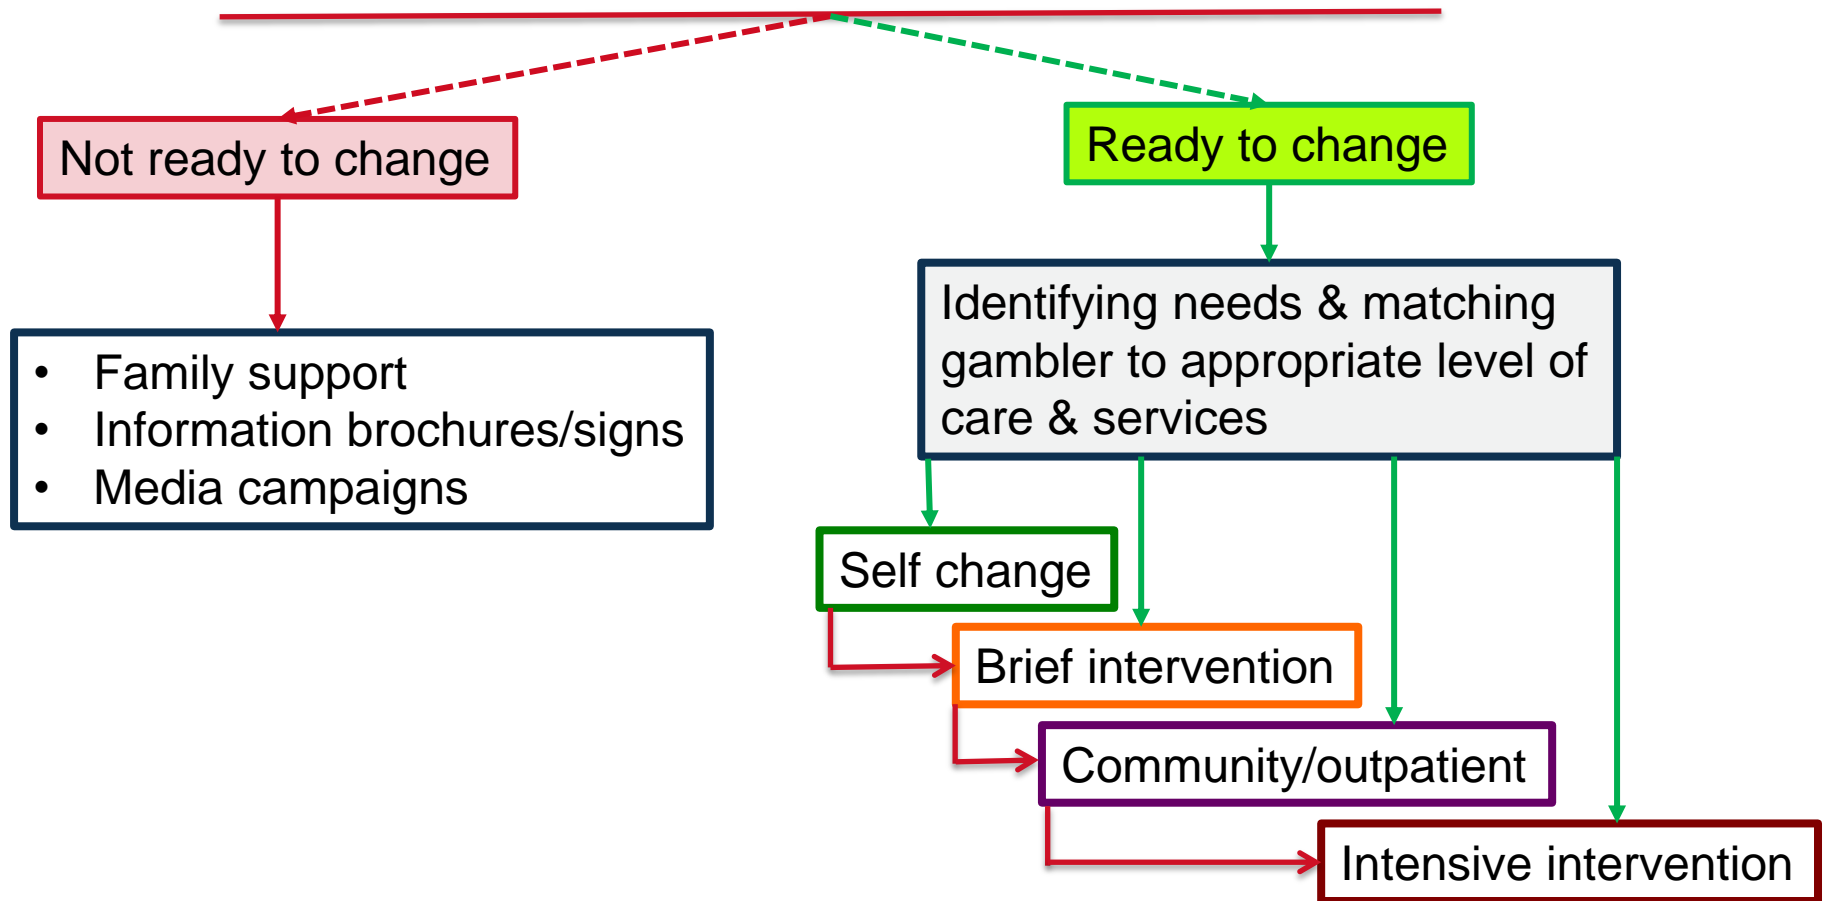 Not ready to change
Ready to change
• Family support
• Information brochures/signs
• Media campaigns
Identifying needs & matching
gambler to appropriate level of
care & services
Self change
Brief intervention
Community/outpatient
Intensive intervention